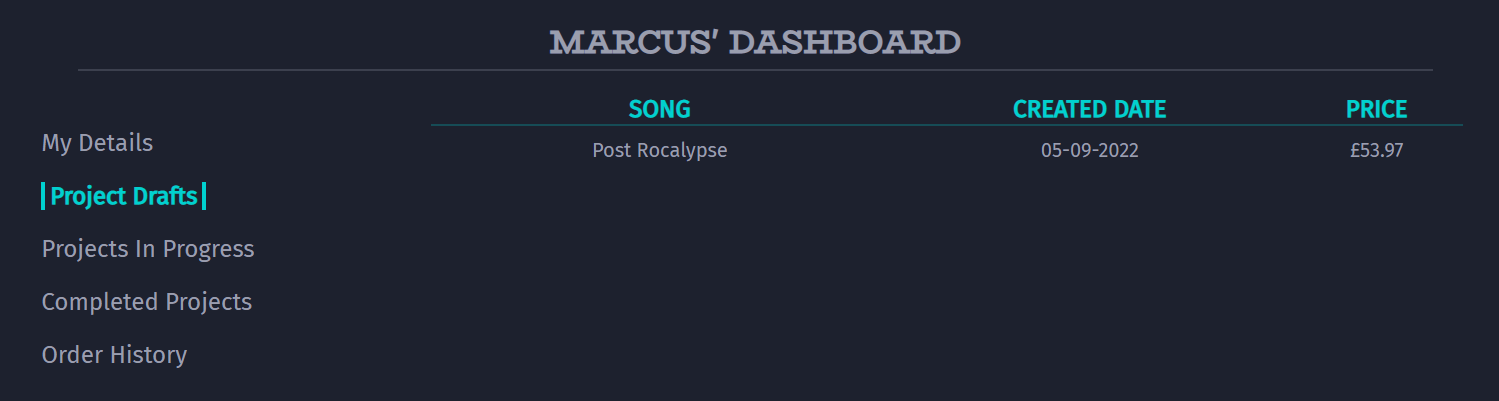 MARCUS' DASHBOARD
My Details
Project Drafts
Projects In Progress
Completed Projects
Order History
SONG CREATED DATE PRICE
Post Rocalypse 05-09-2022 £53.97